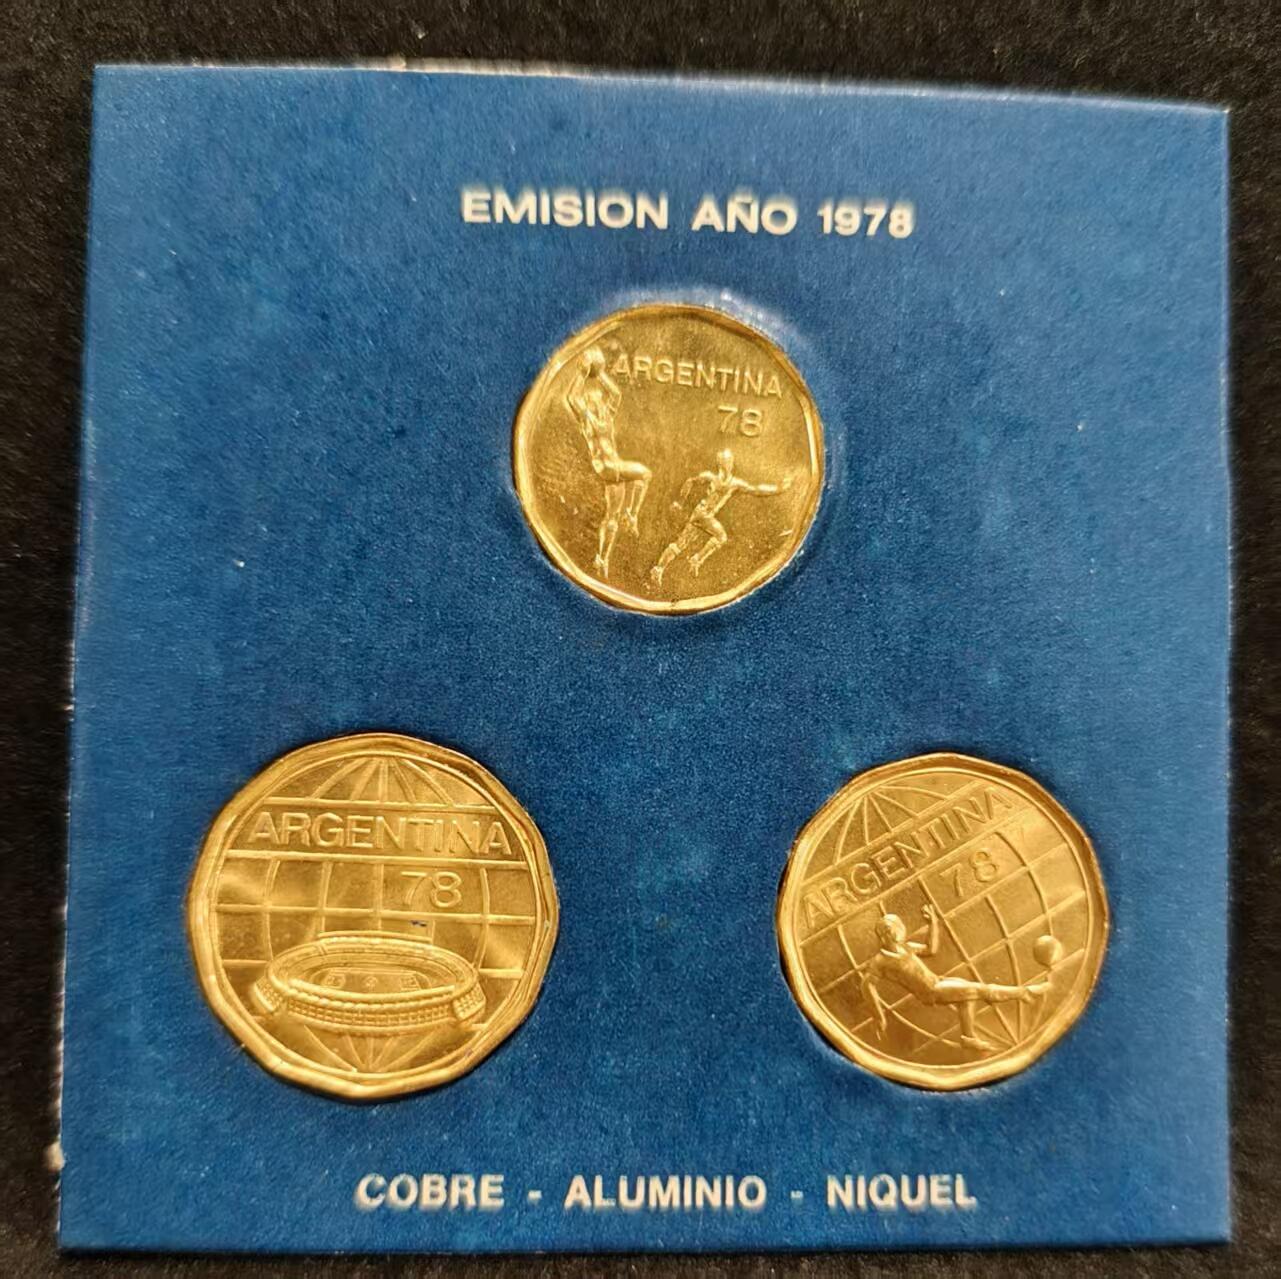 EMISION AÑO 1978
ARGENTINA
78
ARGENTINA
78
ARGENTINA
78
COBRE - ALUMINIO - NIQUEL